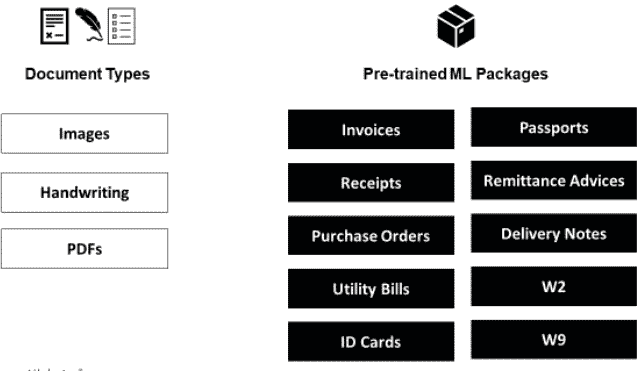 Document Types
Images
Handwriting
PDFs
Pre-trained ML Packages
Invoices
Passports
Receipts
Remittance Advices
Purchase Orders
Delivery Notes
Utility Bills
W2
ID Cards
W9